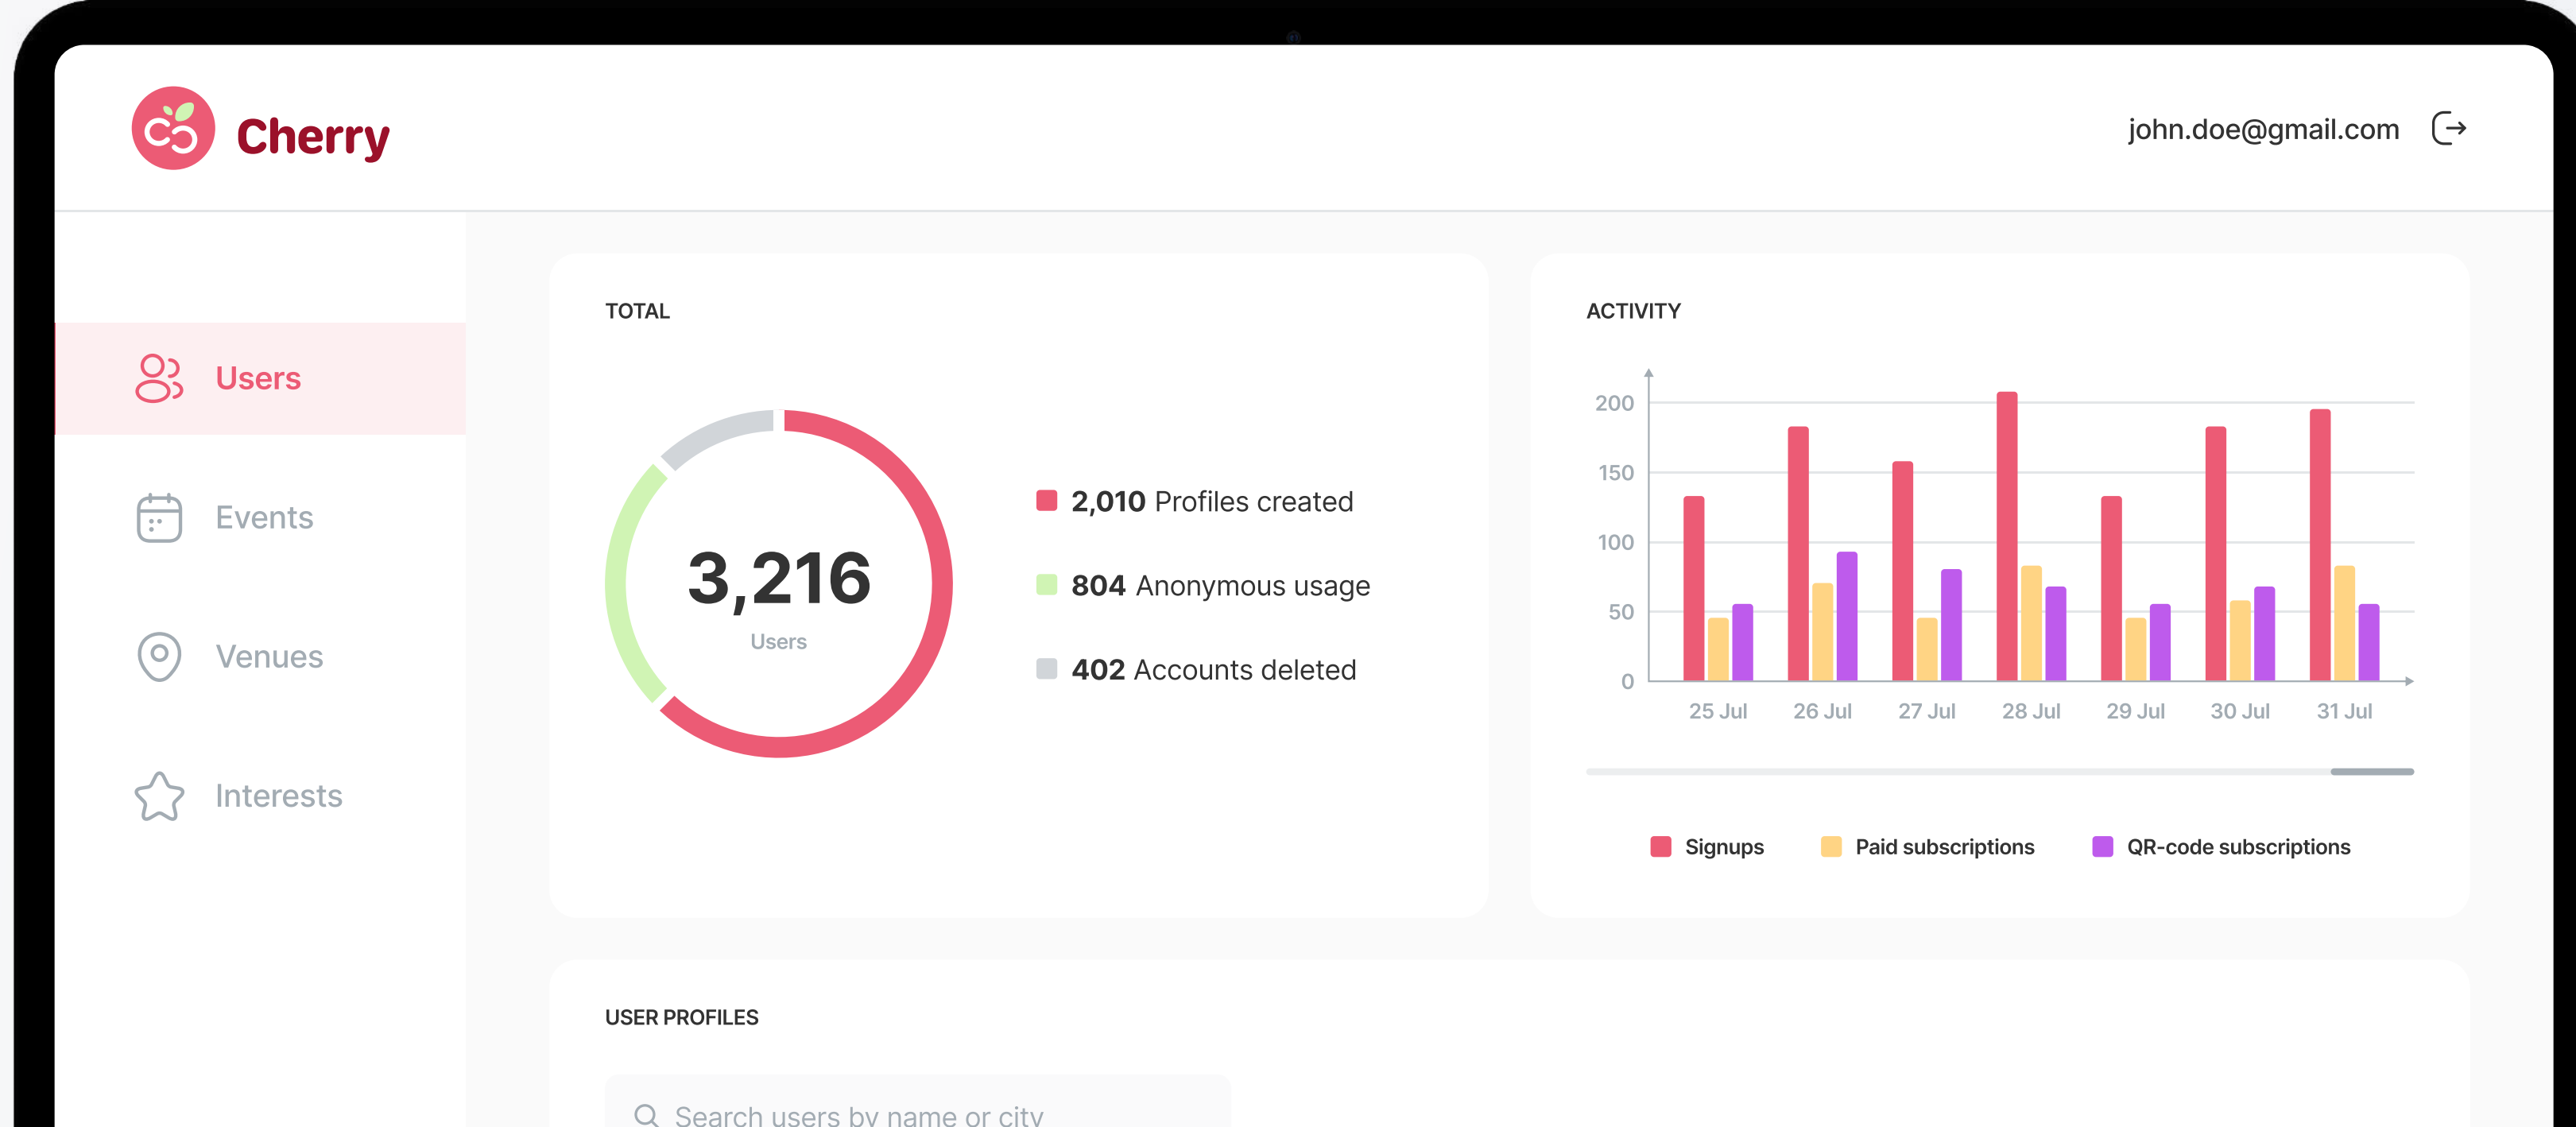 Cherry
john.doe@gmail.com
Users
Events
Venues
Interests
TOTAL
3,216
Users
2,010 Profiles created
804 Anonymous usage
402 Accounts deleted
ACTIVITY
200
150
100
50
0
25 Jul 26 Jul 27 Jul 28 Jul 29 Jul 30 Jul 31 Jul
Signups Paid subscriptions QR-code subscriptions
USER PROFILES
Search users by name or city